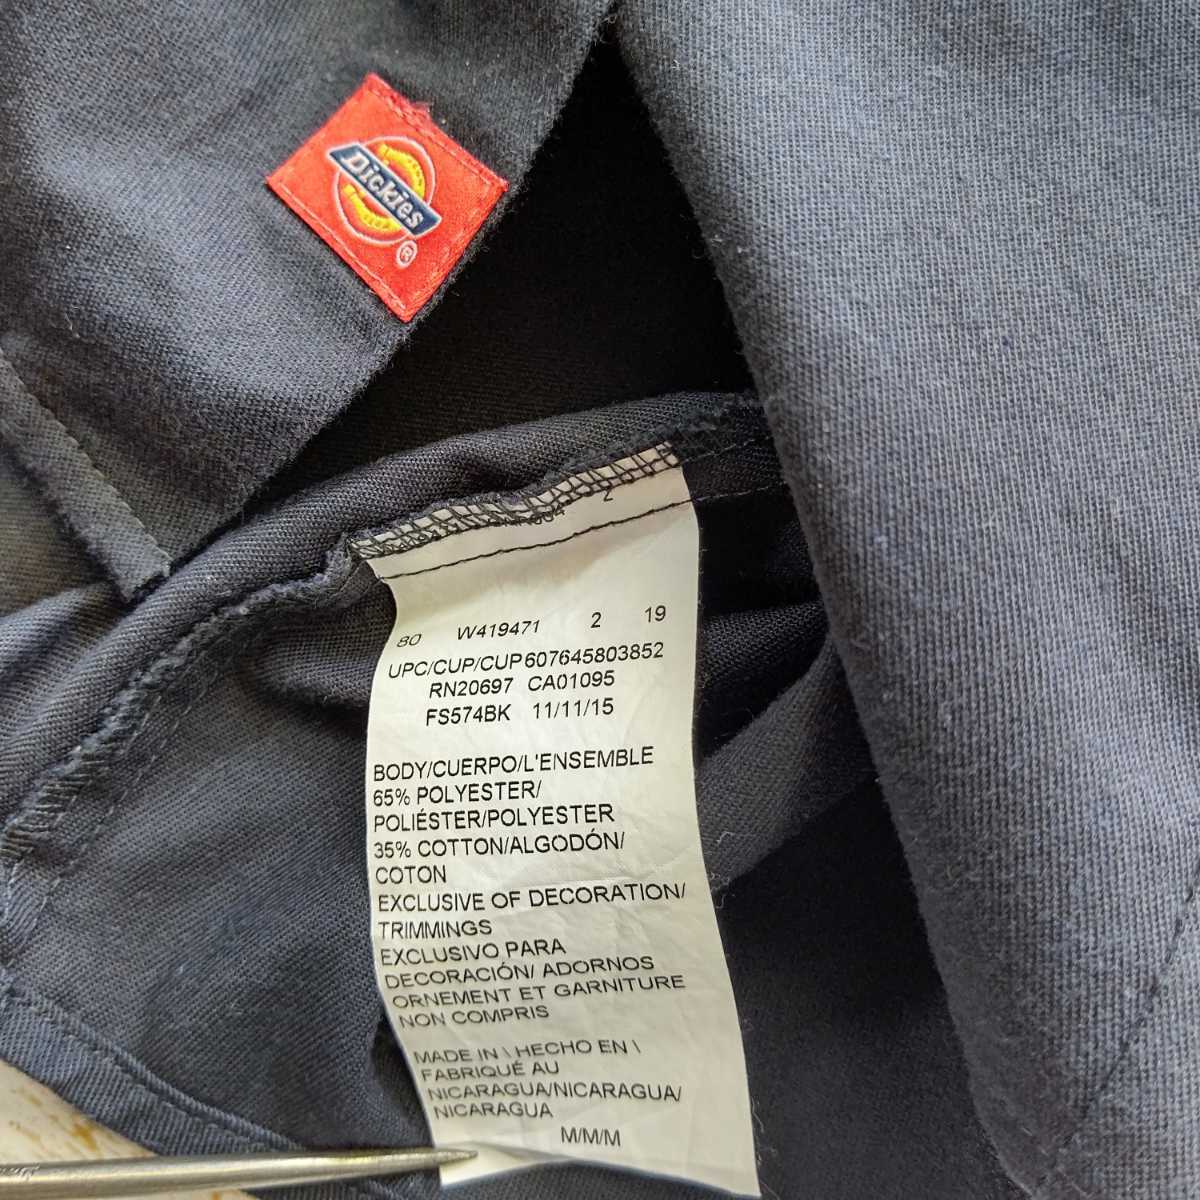 Dickies
®
2
80 W419471 2 19
UPC/CUP/CUP607645803852
RN20697 CA01095
FS574BK 11/11/15
BODY/CUERPO/L'ENSEMBLE
65% POLYESTER/
POLIÉSTER/POLYESTER
35% COTTON/ALGODÓN/
COTON
EXCLUSIVE OF DECORATION/
TRIMMINGS
EXCLUSIVO PARA
DECORACIÓN/ ADORNOS
ORNEMENT ET GARNITURE
NON COMPRIS
MADE IN \ HECHO EN \
FABRIQUÉ AU
NICARAGUA/NICARAGUA/
NICARAGUA
M/M/M